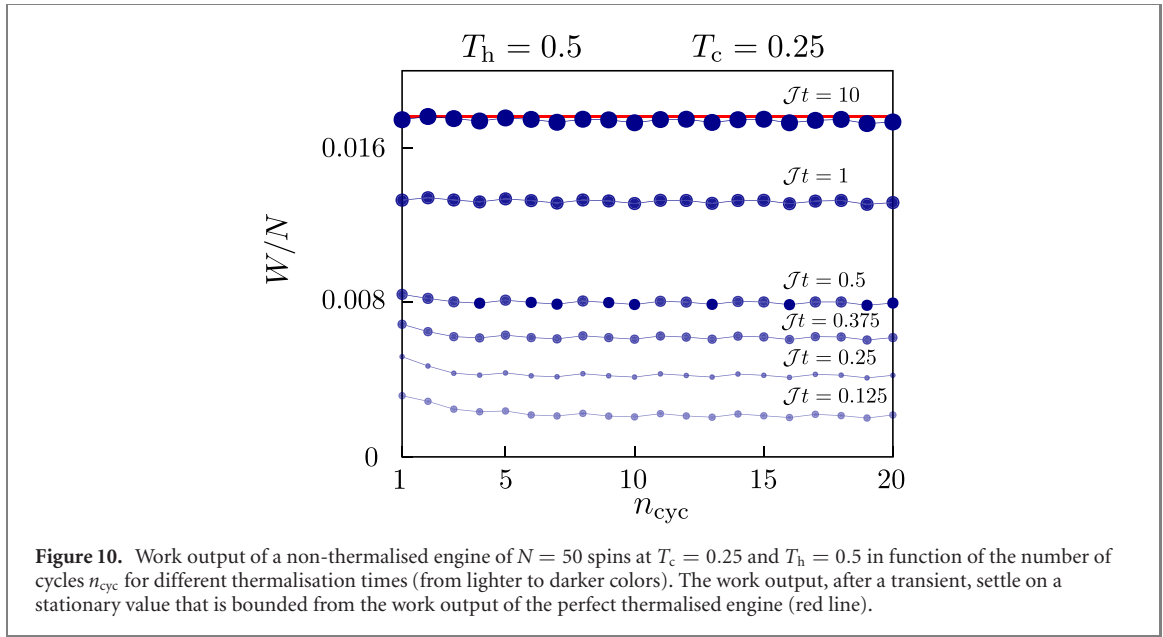 T_h = 0.5 T_c = 0.25
𝒥t = 10
0.016
𝒥t = 1
W/N
𝒥t = 0.5
0.008
𝒥t = 0.375
𝒥t = 0.25
𝒥t = 0.125
0
1 5 10 15 20
n_cyc
Figure 10. Work output of a non-thermalised engine of N = 50 spins at T_c = 0.25 and T_h = 0.5 in function of the number of
cycles n_cyc for different thermalisation times (from lighter to darker colors). The work output, after a transient, settle on a
stationary value that is bounded from the work output of the perfect thermalised engine (red line).